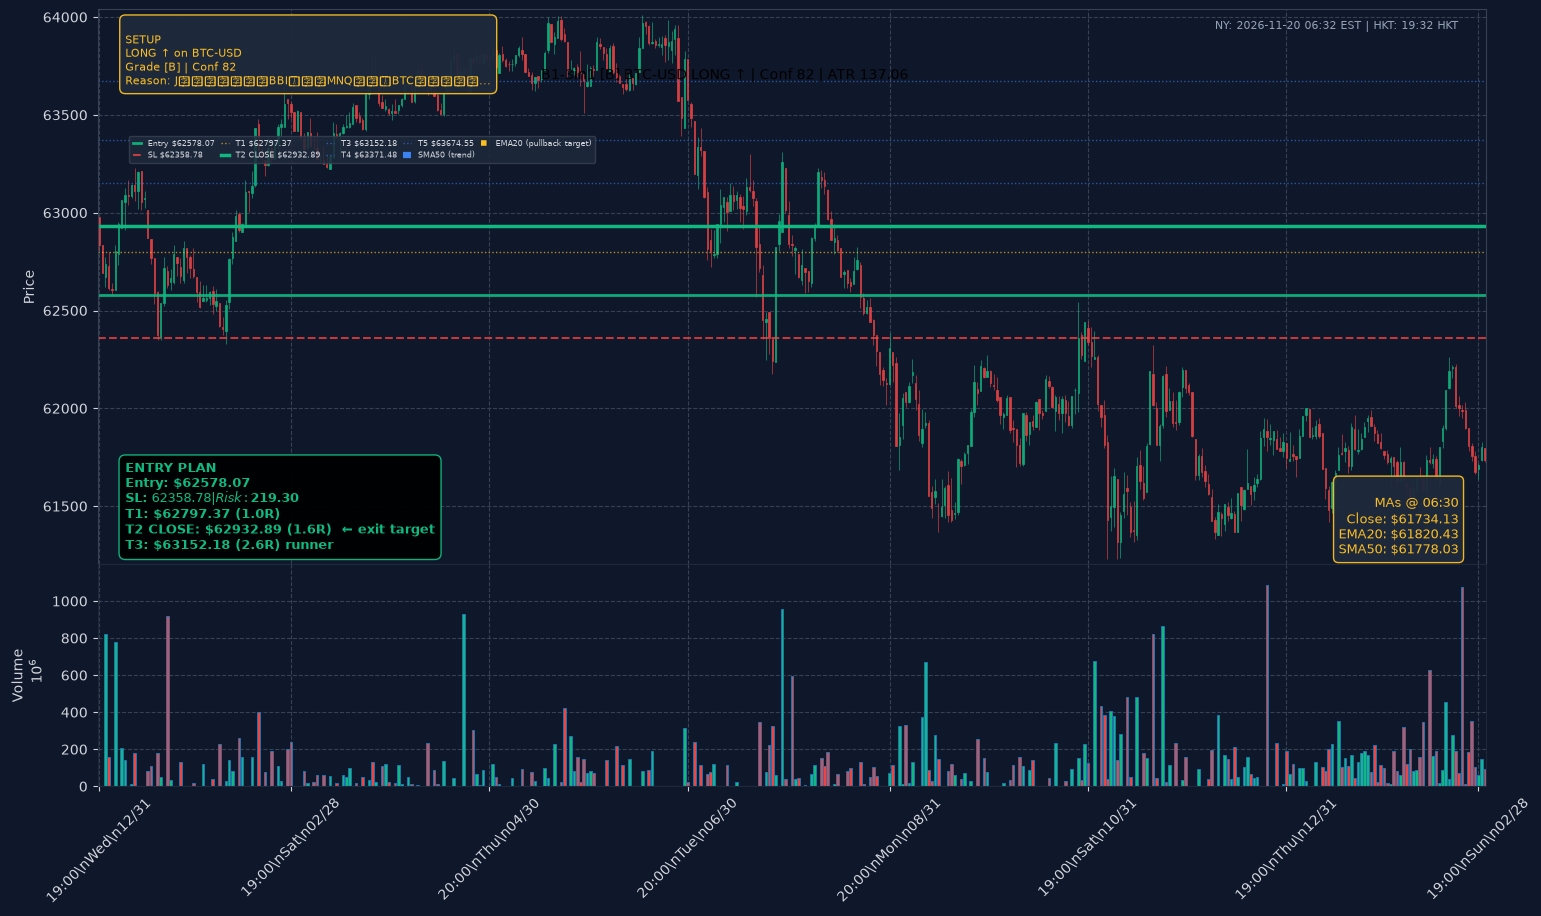 NY: 2026-11-20 06:32 EST | HKT: 19:32 HKT
SETUP
LONG ↑ on BTC-USD
Grade [B] | Conf 82
BTC-USD LONG ↑ | Conf 82 | ATR 137.06
Entry $62578.07
T1 $62797.37
T3 $63152.18
T5 $63674.55
EMA20 (pullback target)
SL $62358.78
T2 CLOSE $62932.89
T4 $63371.48
SMA50 (trend)
64000
63500
63000
62500
62000
61500
Price
ENTRY PLAN
Entry: $62578.07
SL: 62358.78|Risk:219.30
T1: $62797.37 (1.0R)
T2 CLOSE: $62932.89 (1.6R) ← exit target
T3: $63152.18 (2.6R) runner
MAs @ 06:30
Close: $61734.13
EMA20: $61820.43
SMA50: $61778.03
1000
800
600
400
200
0
Volume
10⁶
19:00\nWed\n12/31
19:00\nSat\n02/28
20:00\nThu\n04/30
20:00\nTue\n06/30
20:00\nMon\n08/31
19:00\nSat\n10/31
19:00\nThu\n12/31
19:00\nSun\n02/28